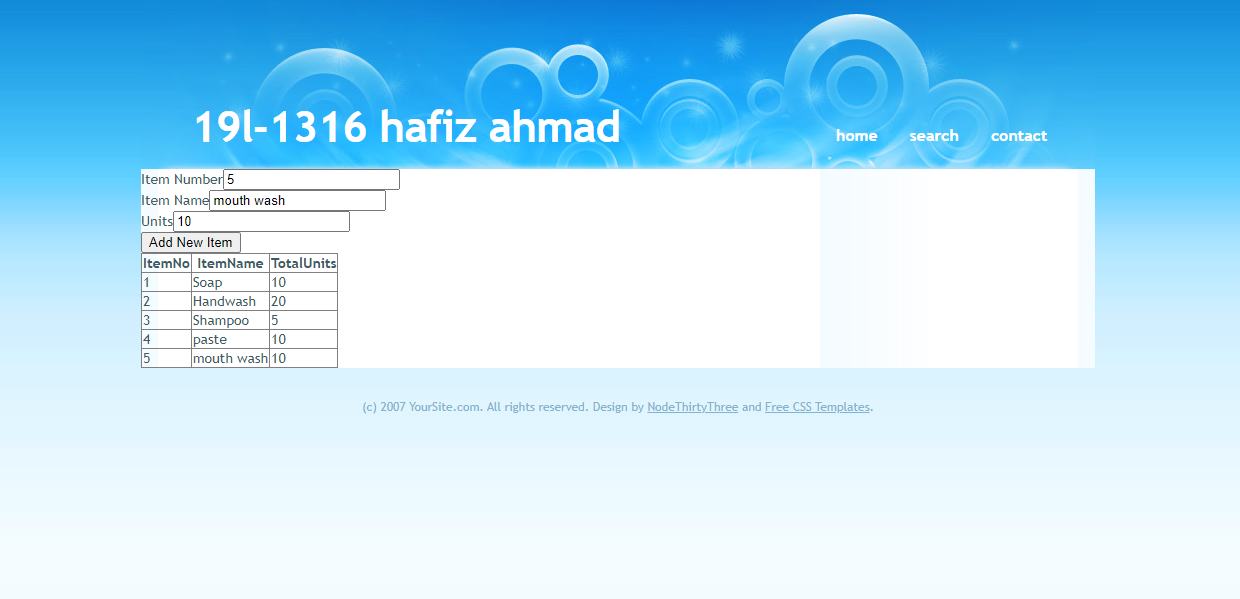 19l-1316 hafiz ahmad
home search contact
Item Number 5
Item Name mouth wash
Units 10
Add New Item
ItemNo ItemName TotalUnits
1 Soap 10
2 Handwash 20
3 Shampoo 5
4 paste 10
5 mouth wash 10
(c) 2007 YourSite.com. All rights reserved. Design by NodeThirtyThree and Free CSS Templates.